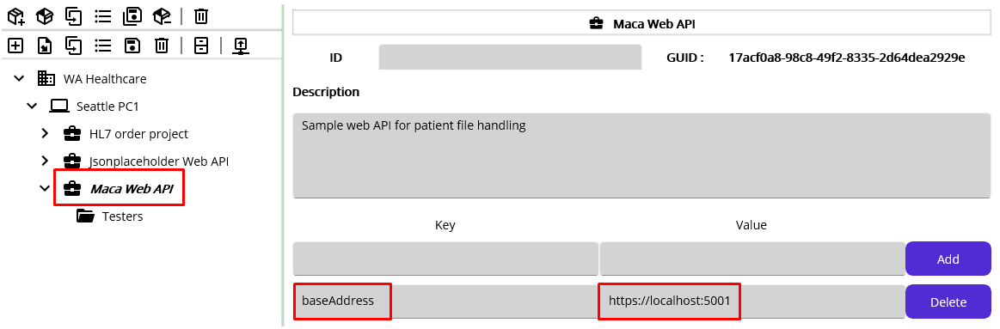 WA Healthcare
Seattle PC1
HL7 order project
Jsonplaceholder Web API
Maca Web API
Testers
Maca Web API
ID GUID : 17acf0a8-98c8-49f2-8335-2d64dea2929e
Description
Sample web API for patient file handling
Key Value
Add
baseAddress https://localhost:5001 Delete